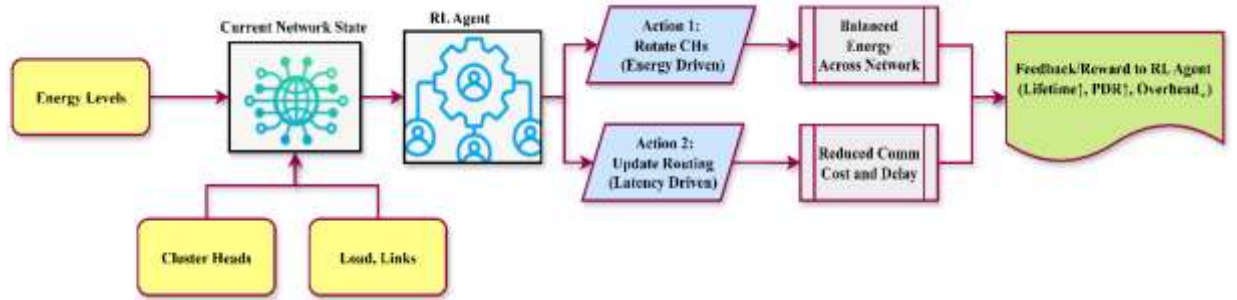 Current Network State
RL Agent
Energy Levels
Cluster Heads
Load, Links
Action 1:
Rotate CHs
(Energy Driven)
Action 2:
Update Routing
(Latency Driven)
Balanced
Energy
Across Network
Reduced Comm
Cost and Delay
Feedback/Reward to RL Agent
(Lifetime↑, PDR↑, Overhead↓)